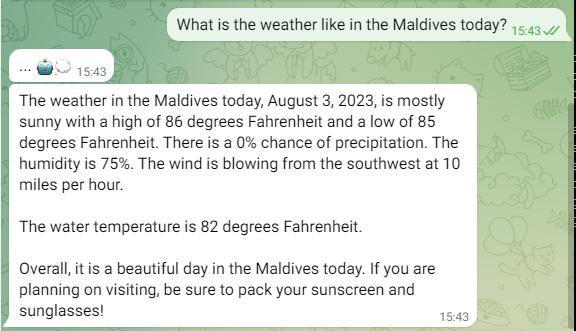 What is the weather like in the Maldives today? 15:43
... 🤖💭 15:43
The weather in the Maldives today, August 3, 2023, is mostly
sunny with a high of 86 degrees Fahrenheit and a low of 85
degrees Fahrenheit. There is a 0% chance of precipitation. The
humidity is 75%. The wind is blowing from the southwest at 10
miles per hour.
The water temperature is 82 degrees Fahrenheit.
Overall, it is a beautiful day in the Maldives today. If you are
planning on visiting, be sure to pack your sunscreen and
sunglasses! 15:43